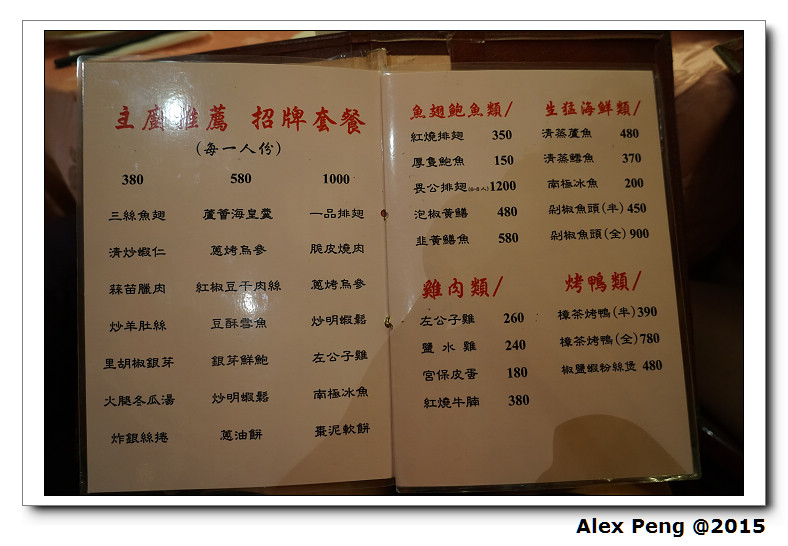 主廚推薦 招牌套餐
(每一人份)
380 580 1000
三絲魚翅 蘆薈海皇羹 一品排翅
清炒蝦仁 蔥烤烏參 脆皮燒肉
蒜苗臘肉 紅椒豆干肉絲 蔥烤烏參
炒羊肚絲 豆酥雪魚 炒明蝦鬆
里胡椒銀芽 銀芽鮮鮑 左公子雞
火腿冬瓜湯 炒明蝦鬆 南極冰魚
炸銀絲捲 蔥油餅 棗泥軟餅
魚翅鮑魚類/
紅燒排翅 350
厚隻鮑魚 150
畏公排翅 1200
泡椒黃鱔 480
韭黃鱔魚 580
生猛海鮮類/
清蒸蘆魚 480
清蒸鱈魚 370
南極冰魚 200
剁椒魚頭(半) 450
剁椒魚頭(全) 900
雞肉類/
左公子雞 260
鹽水雞 240
宮保皮蛋 180
紅燒牛腩 380
烤鴨類/
樟茶烤鴨(半) 390
樟茶烤鴨(全) 780
椒鹽蝦粉絲煲 480
Alex Peng @2015